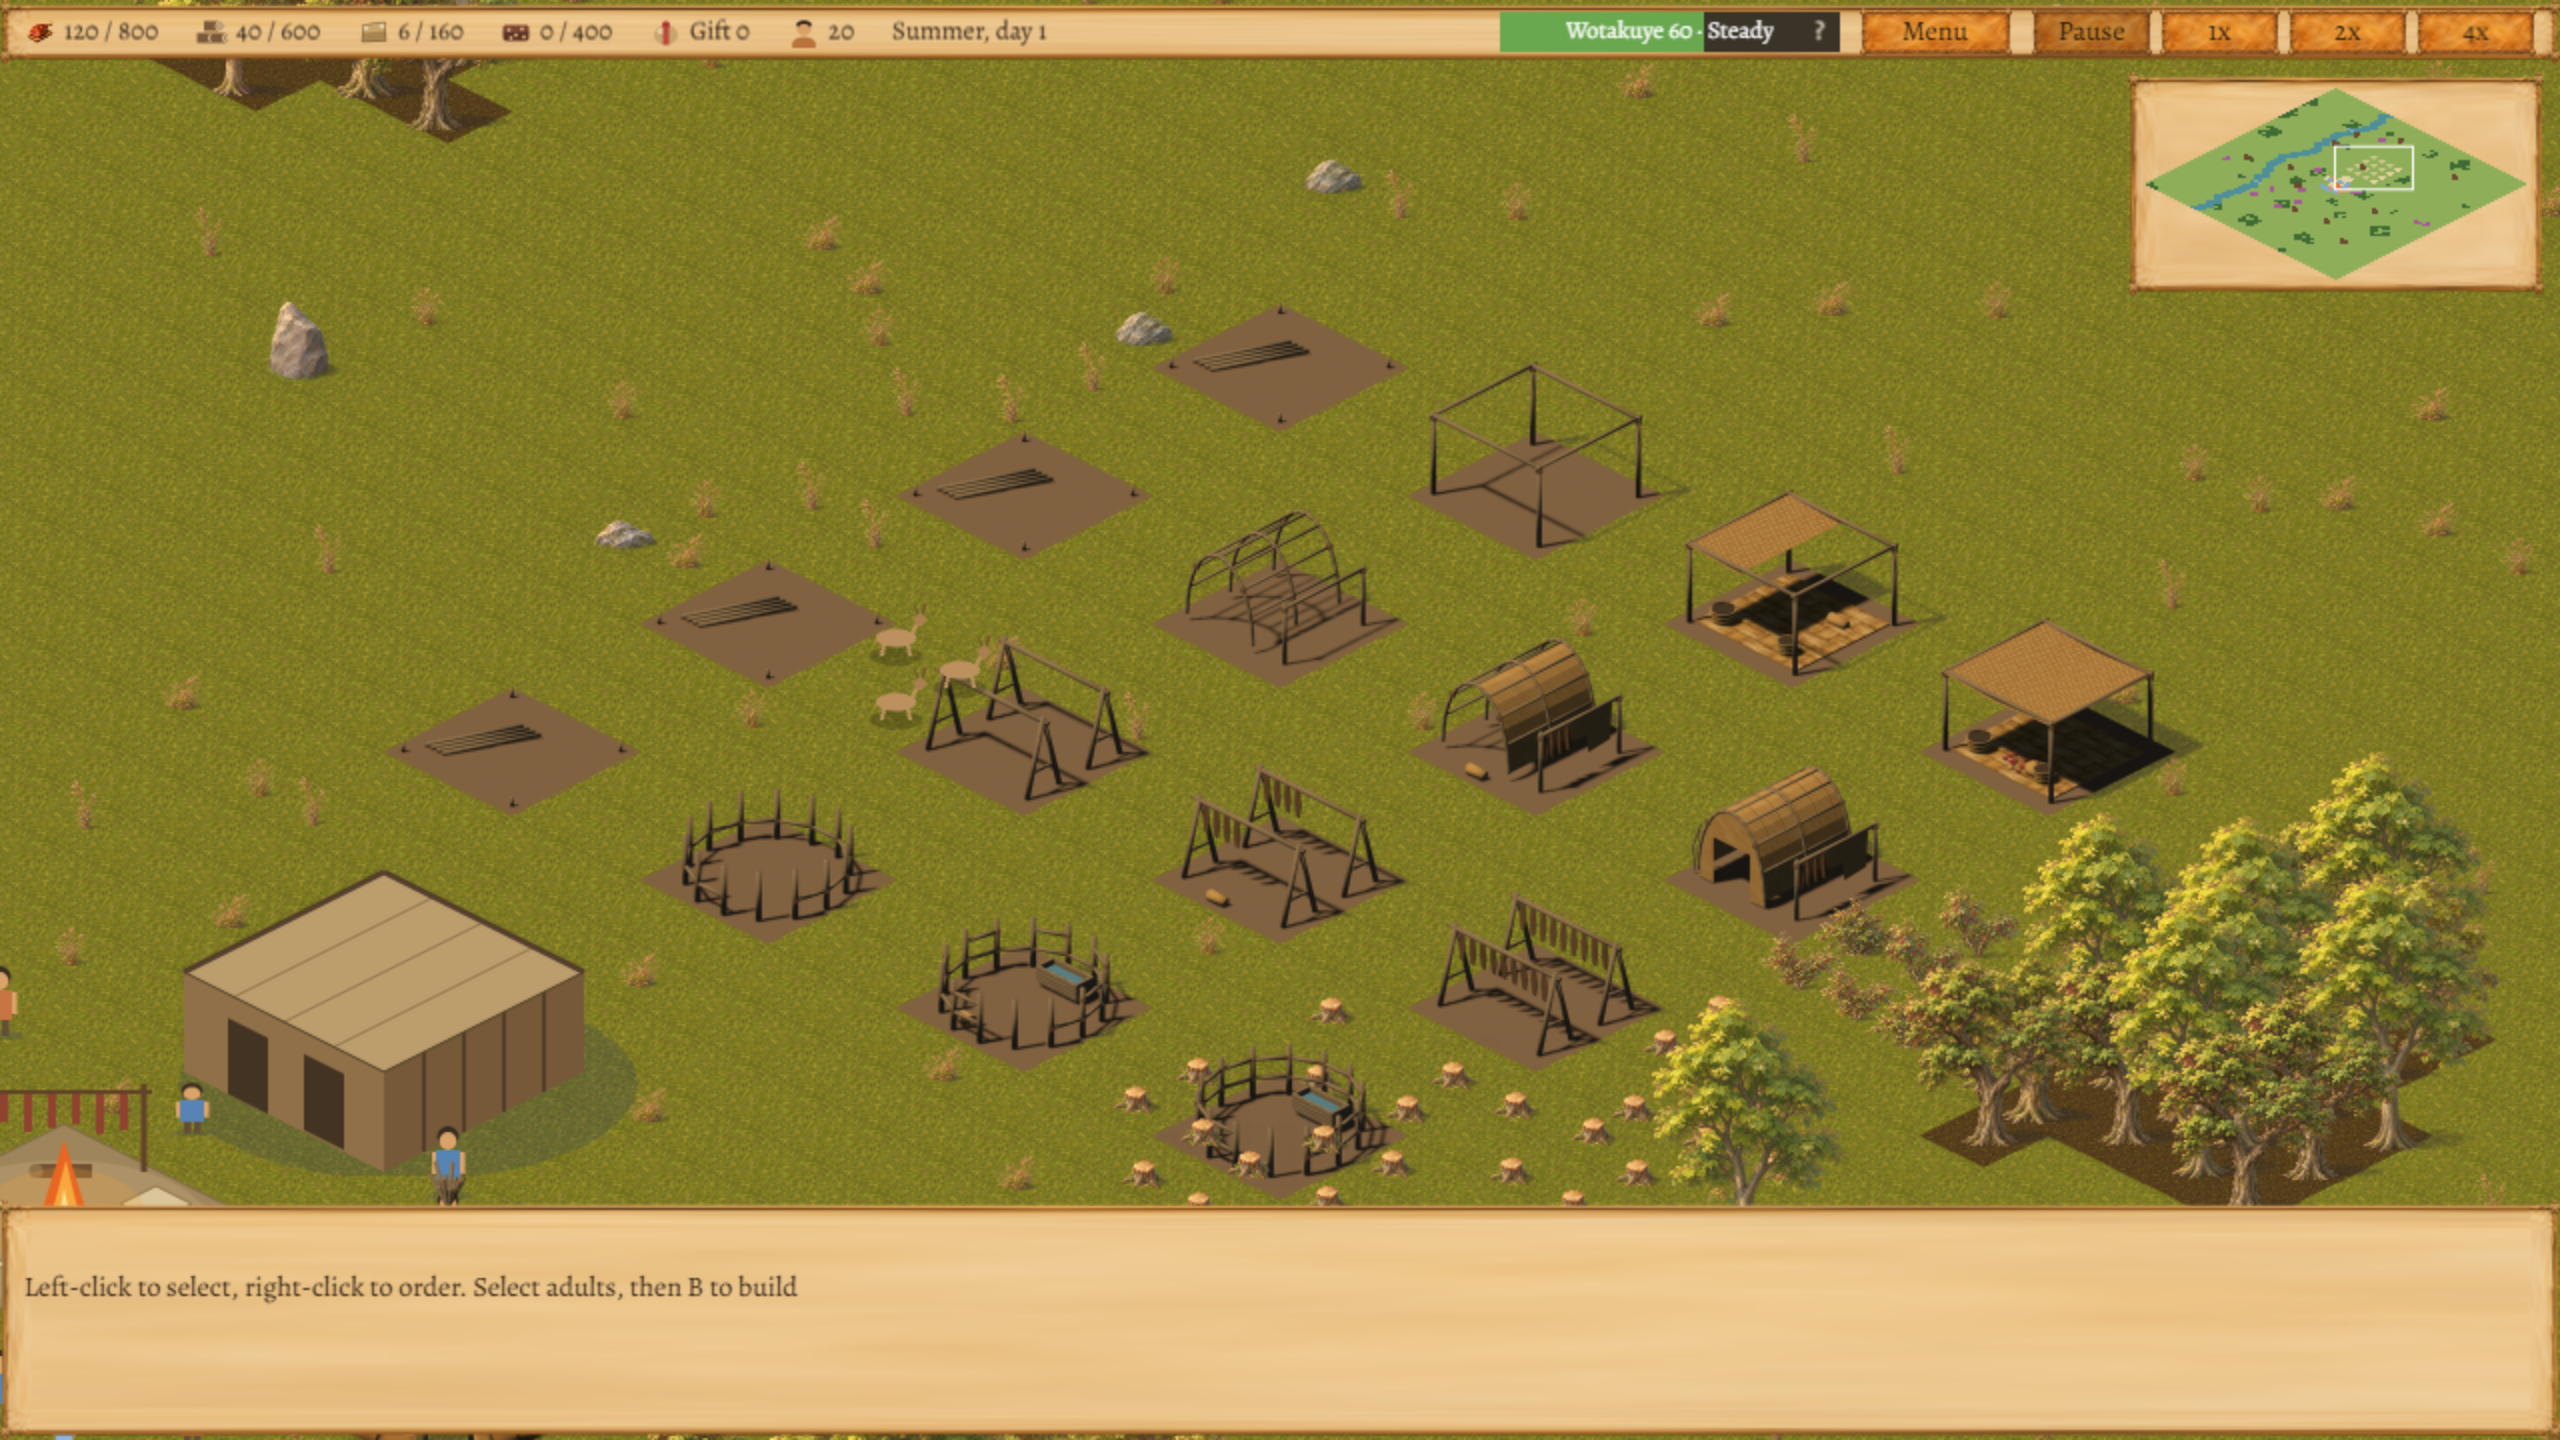 120 / 800 40 / 600 6 / 160 0 / 400 Gift 0 20 Summer, day 1 Wotakuye 60 · Steady ? Menu Pause 1x 2x 4x
Left-click to select, right-click to order. Select adults, then B to build